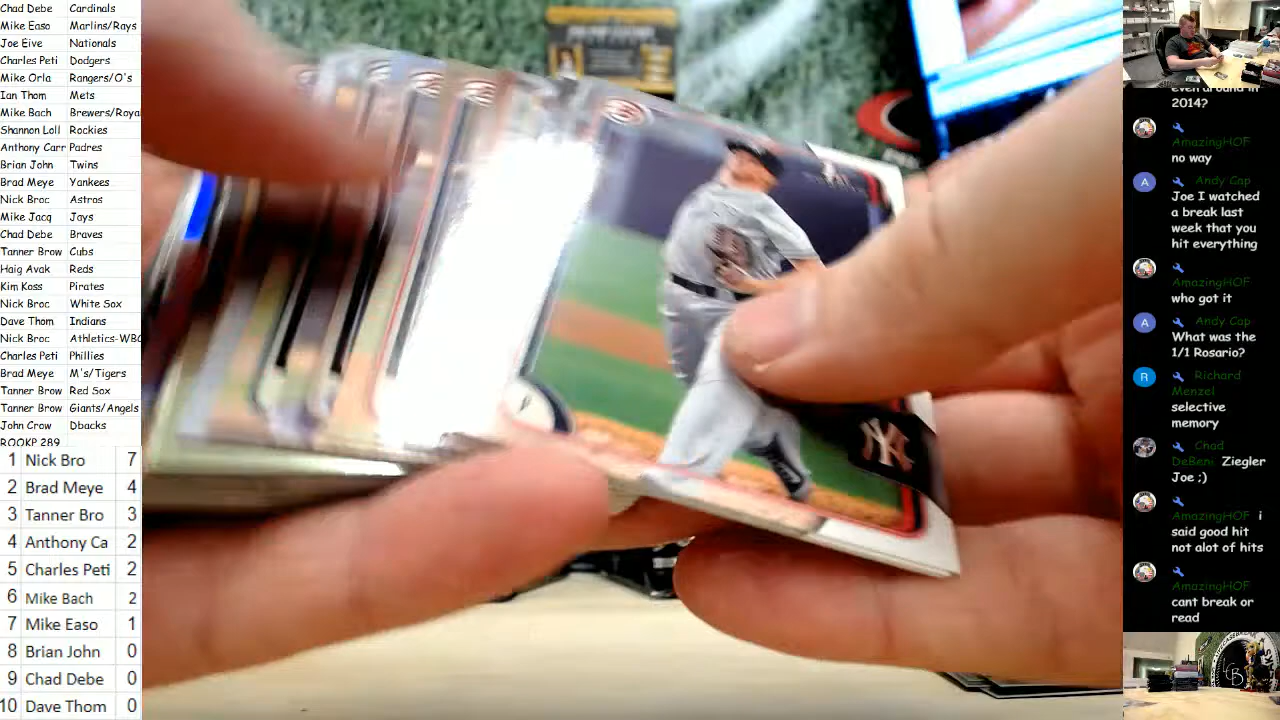 Chad Debe Cardinals
Mike Easo Marlins/Rays
Joe Eive Nationals
Charles Peti Dodgers
Mike Orla Rangers/O's
Ian Thom Mets
Mike Bach Brewers/Roya
Shannon Loll Rockies
Anthony Carr Padres
Brian John Twins
Brad Meye Yankees
Nick Broc Astros
Mike Jacq Jays
Chad Debe Braves
Tanner Brow Cubs
Haig Avak Reds
Kim Koss Pirates
Nick Broc White Sox
Dave Thom Indians
Nick Broc Athletics-WBC
Charles Peti Phillies
Brad Meye M's/Tigers
Tanner Brow Red Sox
Tanner Brow Giants/Angels
John Crow Dbacks
1 Nick Bro 7
2 Brad Meye 4
3 Tanner Bro 3
4 Anthony Ca 2
5 Charles Peti 2
6 Mike Bach 2
7 Mike Easo 1
8 Brian John 0
9 Chad Debe 0
10 Dave Thom 0
even around in
2014?
AmazingHOF
no way
A Andy Cap
Joe I watched
a break last
week that you
hit everything
AmazingHOF
who got it
A Andy Cap
What was the
1/1 Rosario?
R Richard
Menzel
selective
memory
Chad
DeBeni Ziegler
Joe ;)
AmazingHOF i
said good hit
not alot of hits
AmazingHOF
cant break or
read